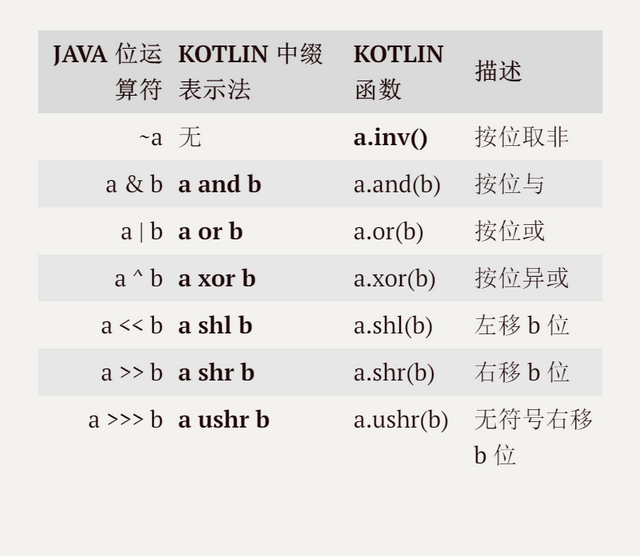 JAVA 位运 KOTLIN 中缀 KOTLIN 描述
算符 表示法 函数
~a 无 a.inv() 按位取非
a & b a and b a.and(b) 按位与
a | b a or b a.or(b) 按位或
a ^ b a xor b a.xor(b) 按位异或
a << b a shl b a.shl(b) 左移 b 位
a >> b a shr b a.shr(b) 右移 b 位
a >>> b a ushr b a.ushr(b) 无符号右移
b 位